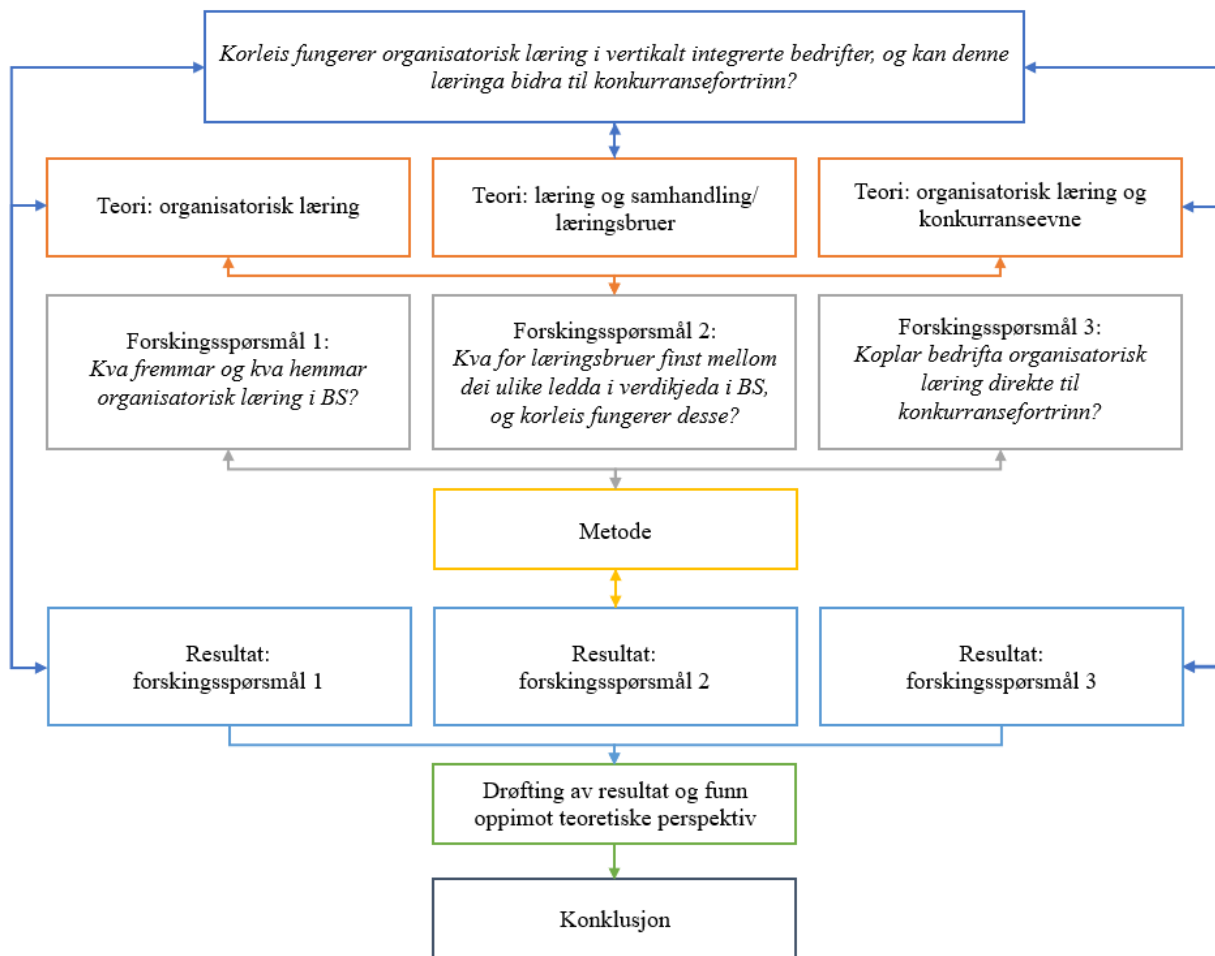 Korleis fungerer organisatorisk læring i vertikalt integrerte bedrifter, og kan denne
læringa bidra til konkurransefortrinn?
Teori: organisatorisk læring
Teori: læring og samhandling/
læringsbruer
Teori: organisatorisk læring og
konkurranseevne
Forskingsspørsmål 1:
Kva fremmar og kva hemmar
organisatorisk læring i BS?
Forskingsspørsmål 2:
Kva for læringsbruer finst mellom
dei ulike ledda i verdikjeda i BS,
og korleis fungerer desse?
Forskingsspørsmål 3:
Koplar bedrifta organisatorisk
læring direkte til
konkurransefortrinn?
Metode
Resultat:
forskingsspørsmål 1
Resultat:
forskingsspørsmål 2
Resultat:
forskingsspørsmål 3
Drøfting av resultat og funn
oppimot teoretiske perspektiv
Konklusjon